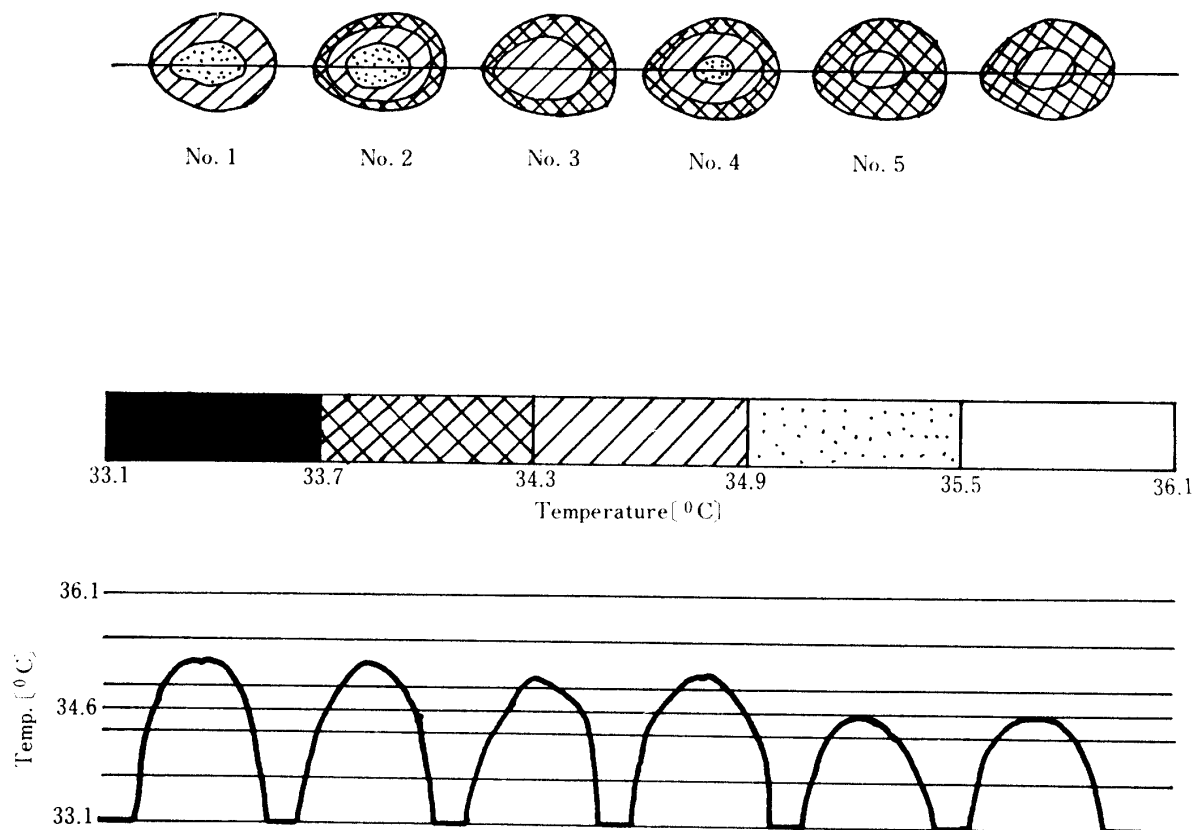 No. 1 No. 2 No. 3 No. 4 No. 5
33.1 33.7 34.3 34.9 35.5 36.1
Temperature [⁰C]
36.1
34.6
33.1
Temp. [⁰C]